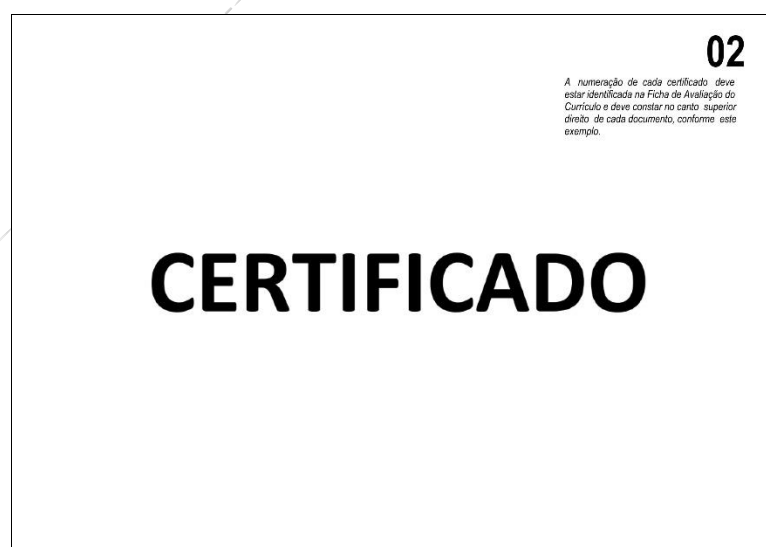 02
A numeração de cada certificado deve
estar identificada na Ficha de Avaliação do
Currículo e deve constar no canto superior
direito de cada documento, conforme este
exemplo.
CERTIFICADO